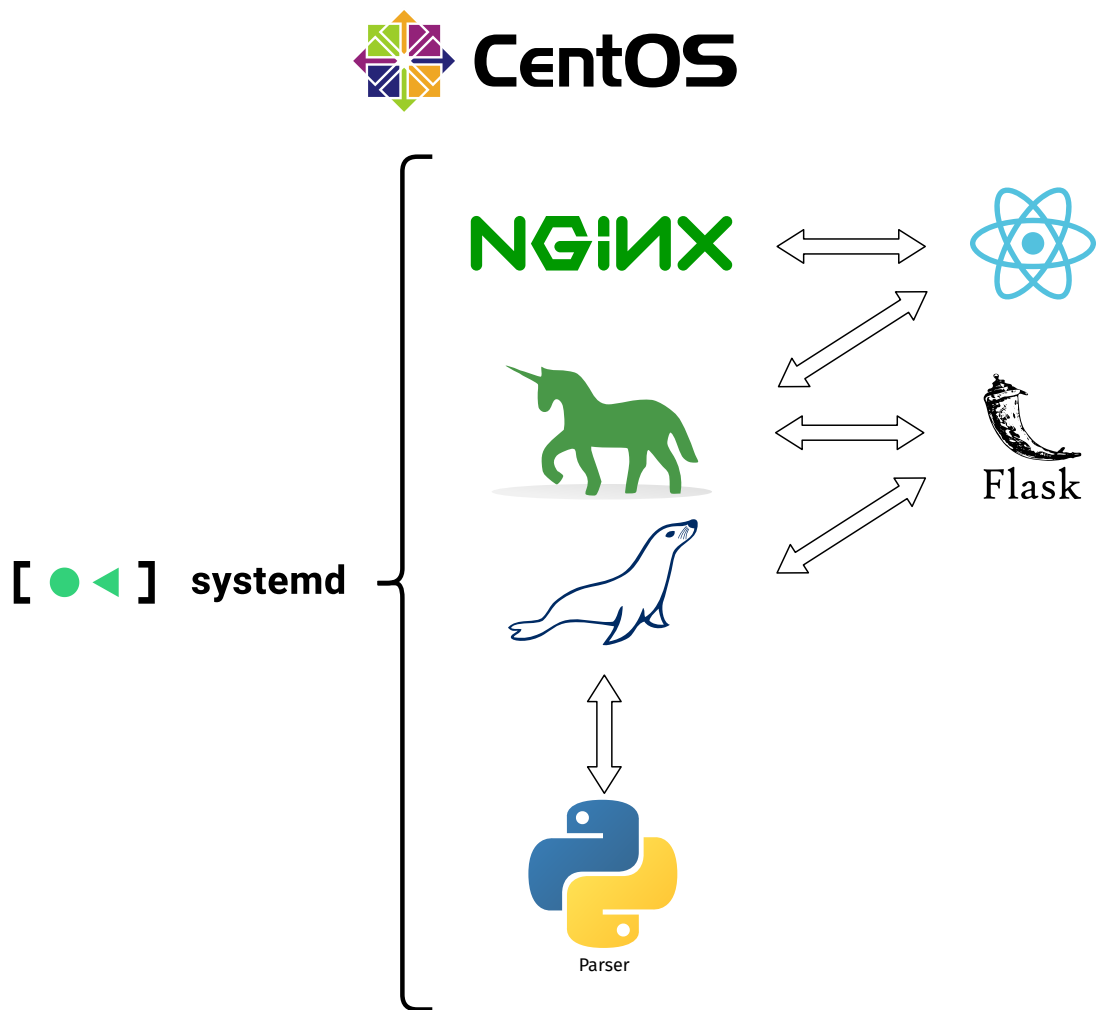 CentOS
NGiNX
Flask
[ ] systemd
Parser